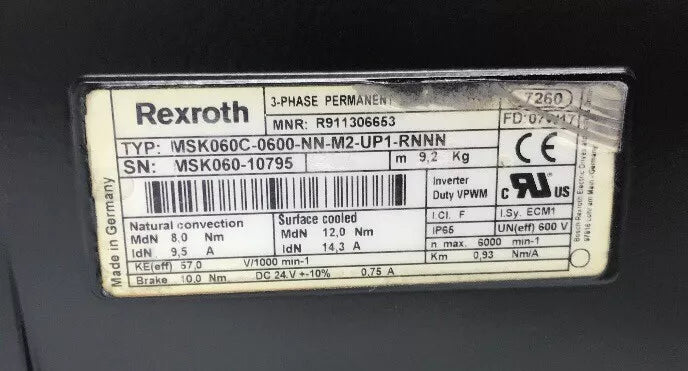 Rexroth
3-PHASE PERMANENT
7260
MNR: R911306653
TYP: MSK060C-0600-NN-M2-UP1-RNNN
SN: MSK060-10795
m 9,2 Kg
CE
Inverter
Duty VPWM
C RU US
Natural convection
MdN 8,0 Nm
IdN 9,5 A
Surface cooled
MdN 12,0 Nm
IdN 14,3 A
I.Cl. F
I.Sy. ECM1
IP65
UN(eff) 600 V
n max. 6000 min-1
KE(eff) 57,0 V/1000 min-1
Km 0,93 Nm/A
Brake 10,0 Nm DC 24.V +-10% 0,75 A
Made in Germany